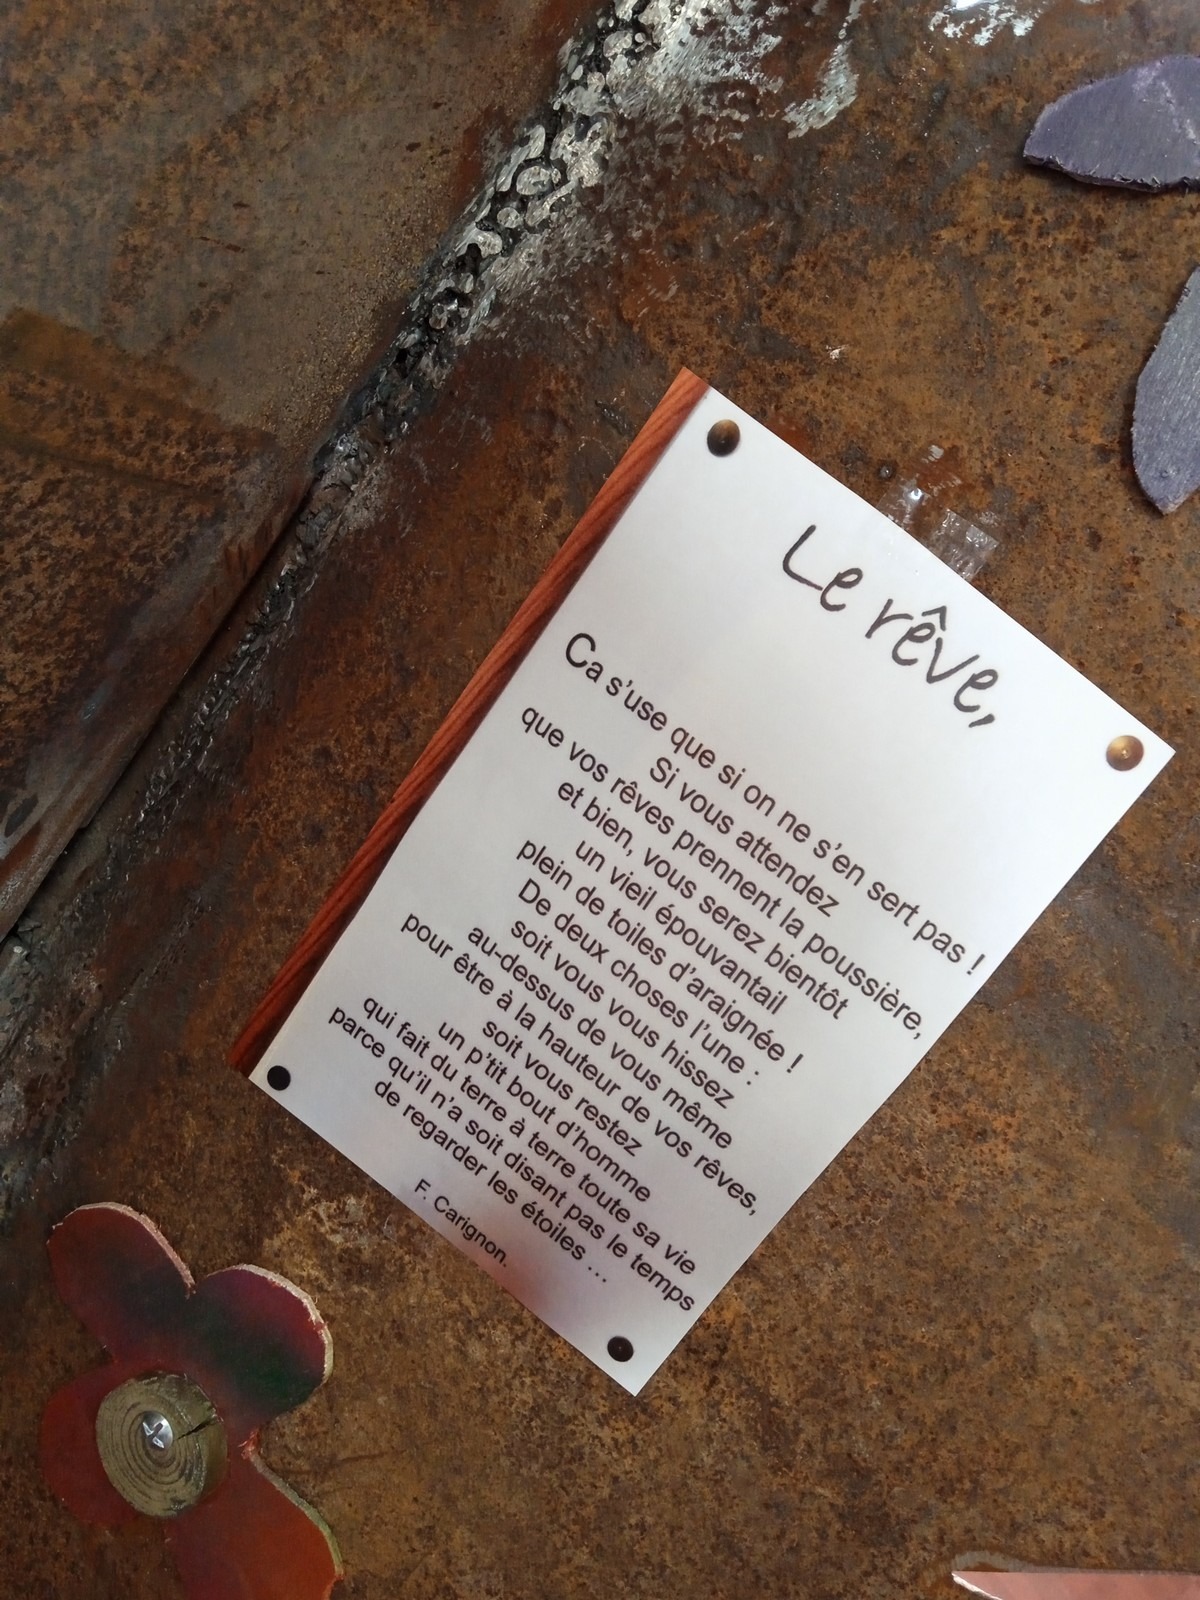 Le rêve,
Ca s'use que si on ne s'en sert pas !
Si vous attendez
que vos rêves prennent la poussière,
et bien, vous serez bientôt
un vieil épouvantail
plein de toiles d'araignée !
De deux choses l'une :
soit vous vous hissez
au-dessus de vous même
pour être à la hauteur de vos rêves,
soit vous restez
un p'tit bout d'homme
qui fait du terre à terre toute sa vie
parce qu'il n'a soit disant pas le temps
de regarder les étoiles ...
F. Carignon.